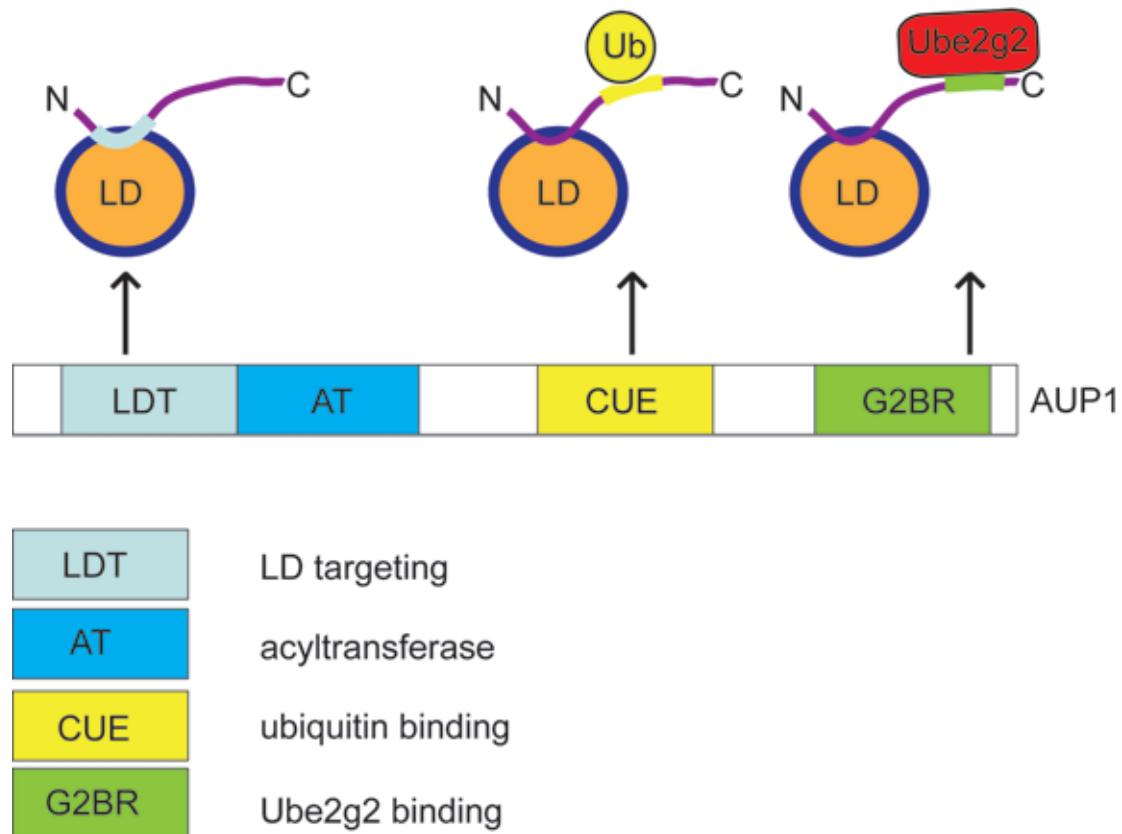 Ub
Ube2g2
N
C
N
C
N
C
LD
LD
LD
LDT
AT
CUE
G2BR
AUP1
LDT
LD targeting
AT
acyltransferase
CUE
ubiquitin binding
G2BR
Ube2g2 binding